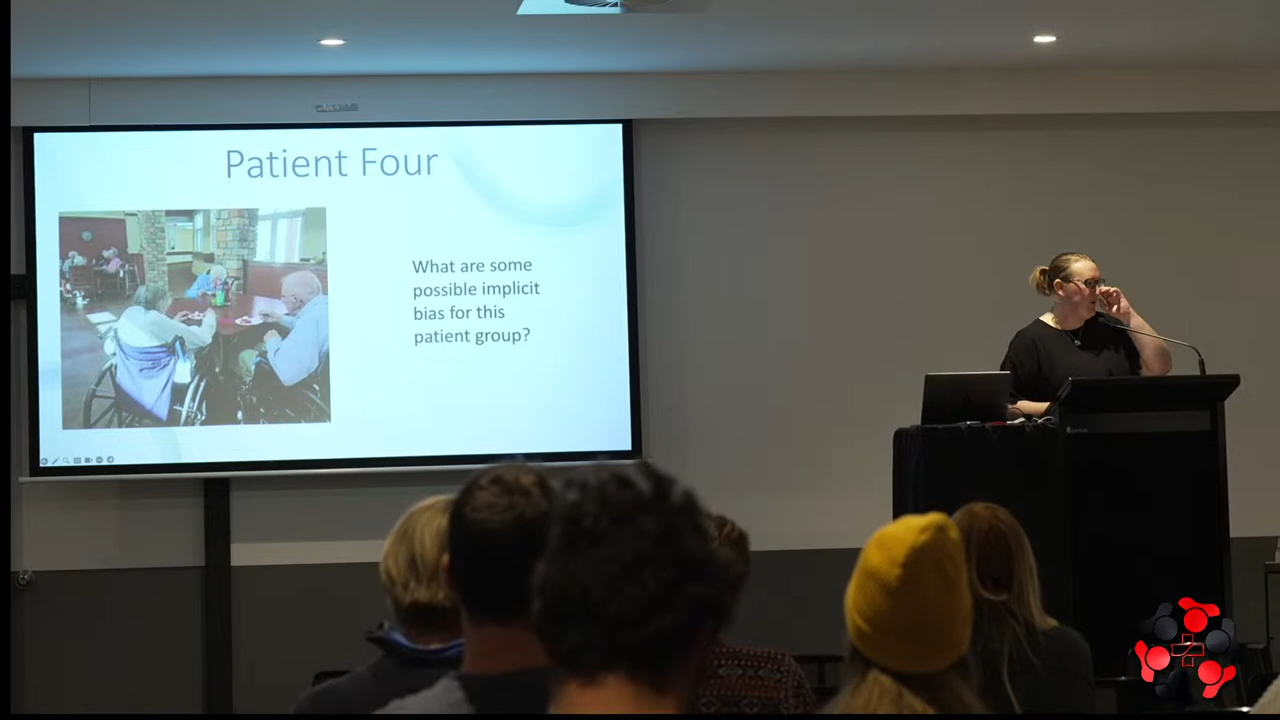 Patient Four
What are some
possible implicit
bias for this
patient group?